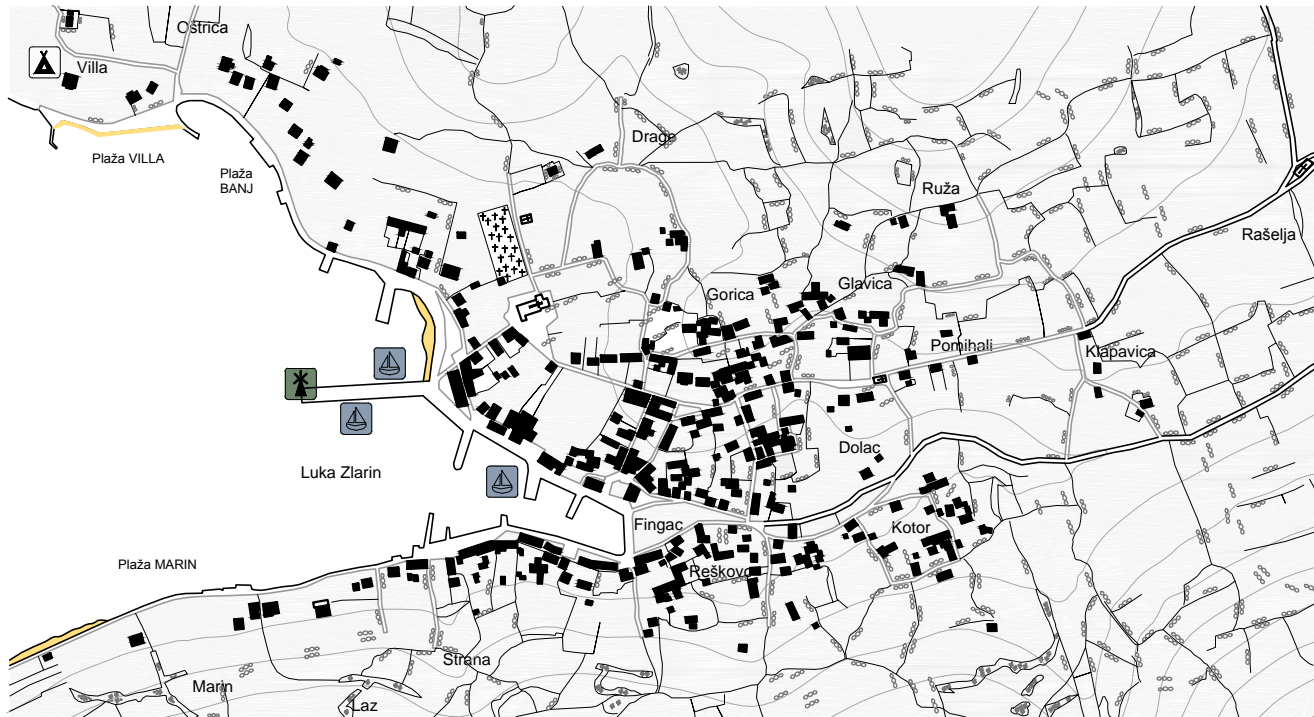 Oštrica
Villa
Plaža VILLA
Plaža
BANJ
Drage
Ruža
Rašelja
Gorica
Glavica
Pomihali
Klapavica
Dolac
Luka Zlarin
Fingac
Kotor
Plaža MARIN
Reškovo
Strana
Marin
Laz